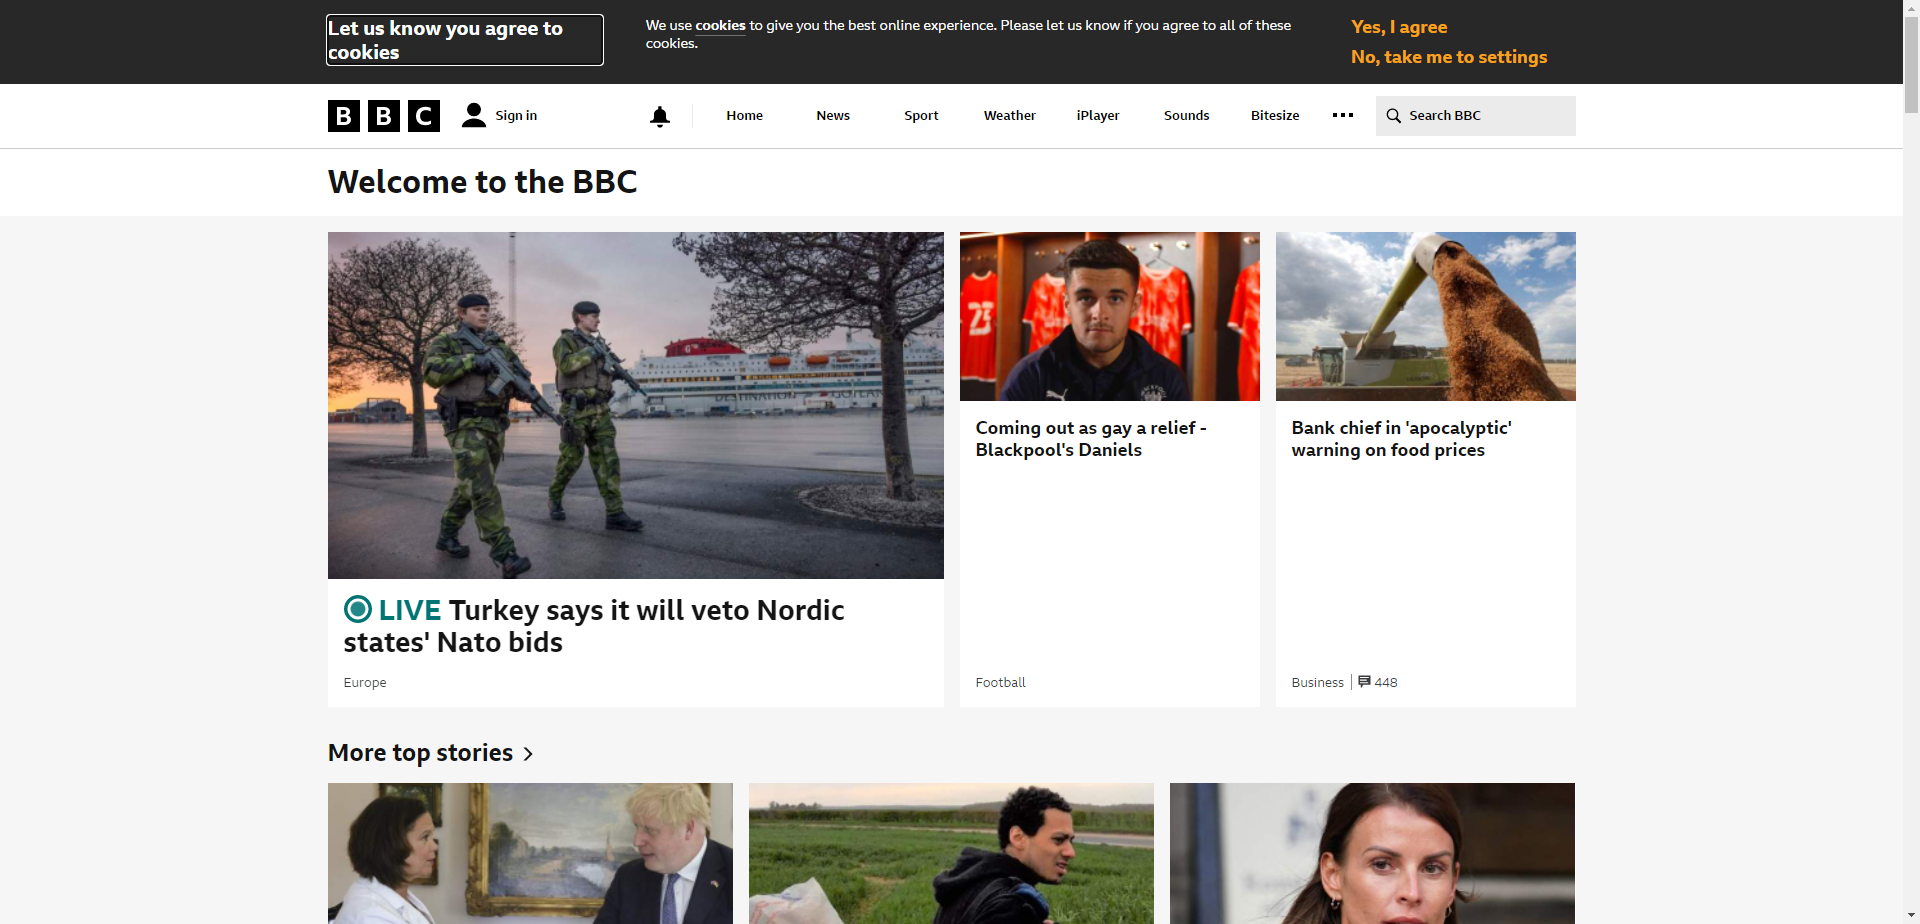 Let us know you agree to
cookies
We use cookies to give you the best online experience. Please let us know if you agree to all of these
cookies.
Yes, I agree
No, take me to settings
BBC
Sign in
Home
News
Sport
Weather
iPlayer
Sounds
Bitesize
Search BBC
Welcome to the BBC
23
DESTINATION GOTLAND
LIVE Turkey says it will veto Nordic
states' Nato bids
Europe
Coming out as gay a relief -
Blackpool's Daniels
Football
Bank chief in 'apocalyptic'
warning on food prices
Business
448
More top stories